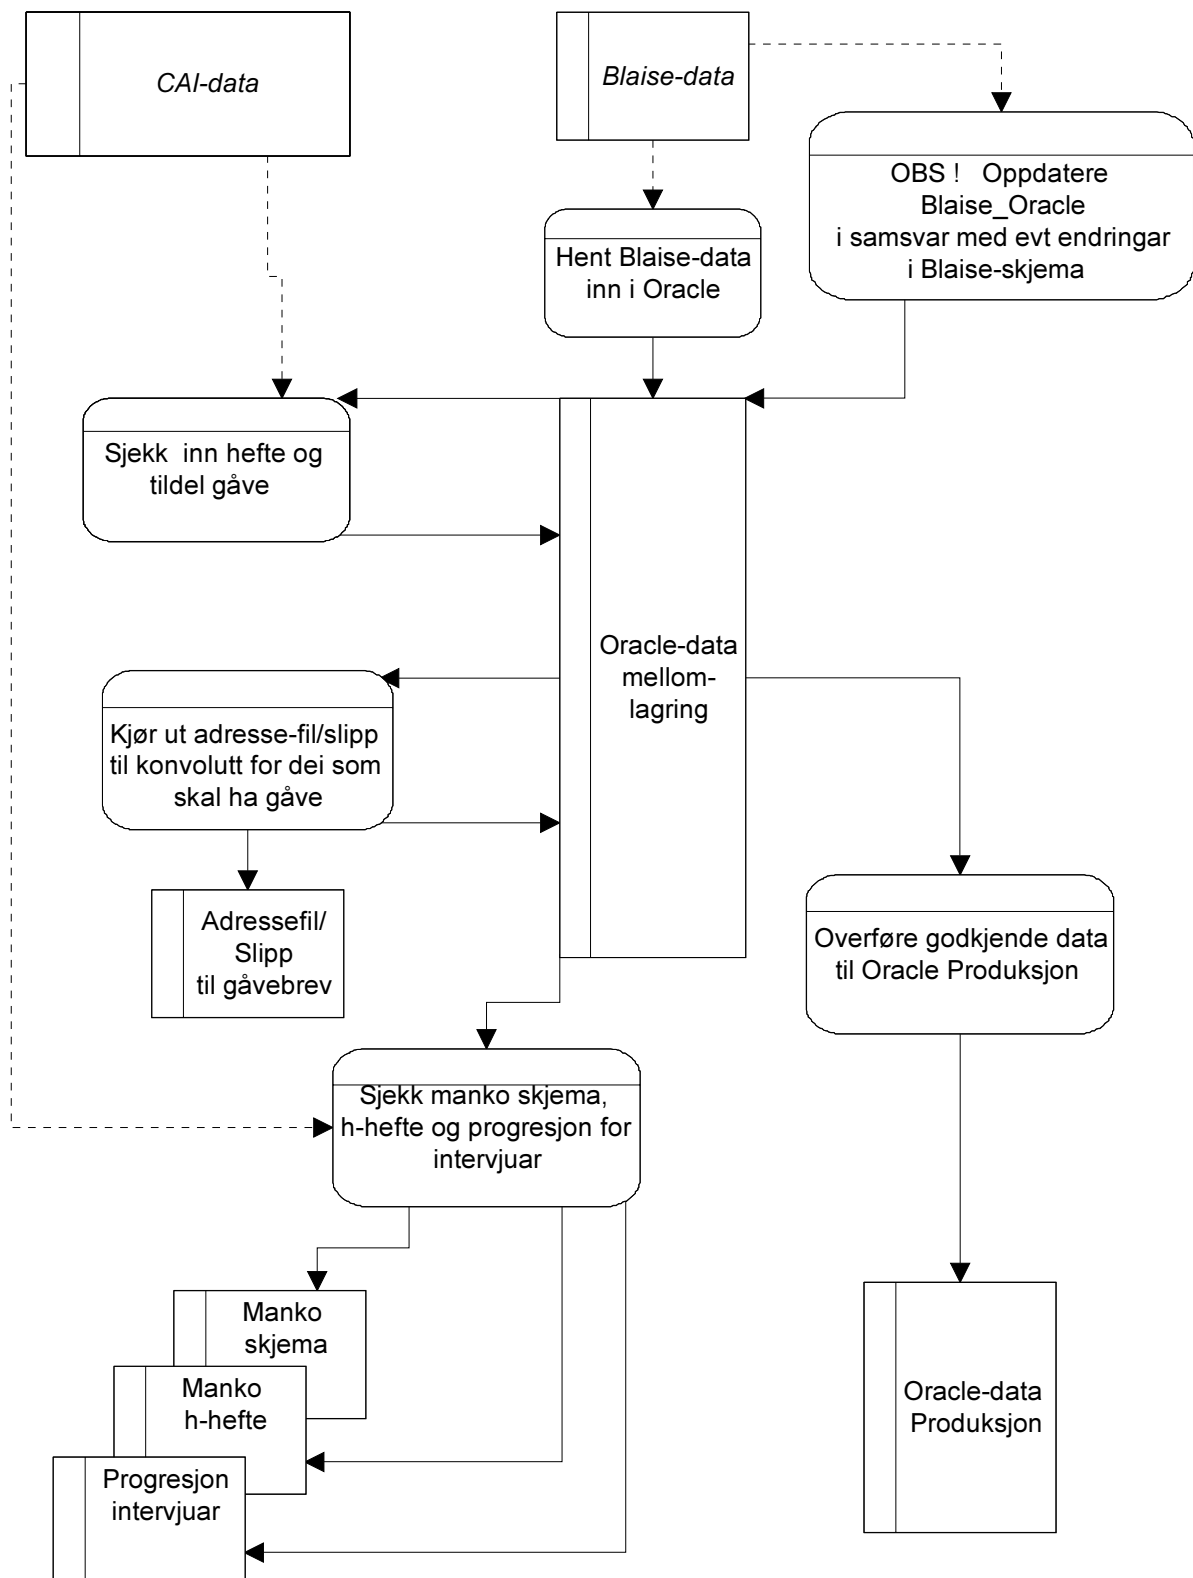 CAI-data
Blaise-data
OBS ! Oppdatere
Blaise_Oracle
i samsvar med evt endringar
i Blaise-skjema
Hent Blaise-data
inn i Oracle
Sjekk inn hefte og
tildel gåve
Oracle-data
mellom-
lagring
Kjør ut adresse-fil/slipp
til konvolutt for dei som
skal ha gåve
Adressefil/
Slipp
til gåvebrev
Overføre godkjende data
til Oracle Produksjon
Sjekk manko skjema,
h-hefte og progresjon for
intervjuar
Manko
skjema
Manko
h-hefte
Progresjon
intervjuar
Oracle-data
Produksjon